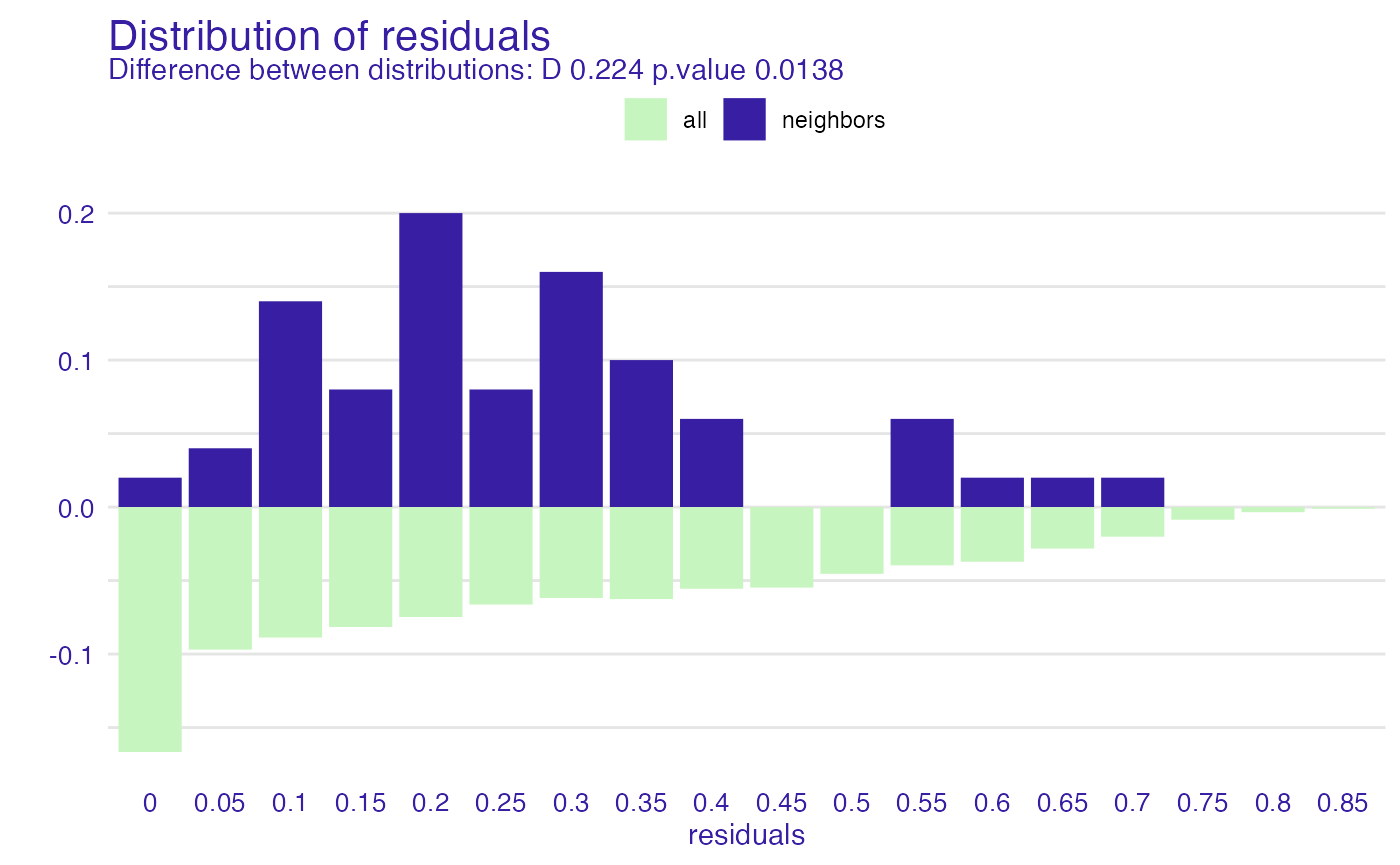 Distribution of residuals
Difference between distributions: D 0.224 p.value 0.0138
all neighbors
0.2
0.1
0.0
-0.1
0 0.05 0.1 0.15 0.2 0.25 0.3 0.35 0.4 0.45 0.5 0.55 0.6 0.65 0.7 0.75 0.8 0.85
residuals